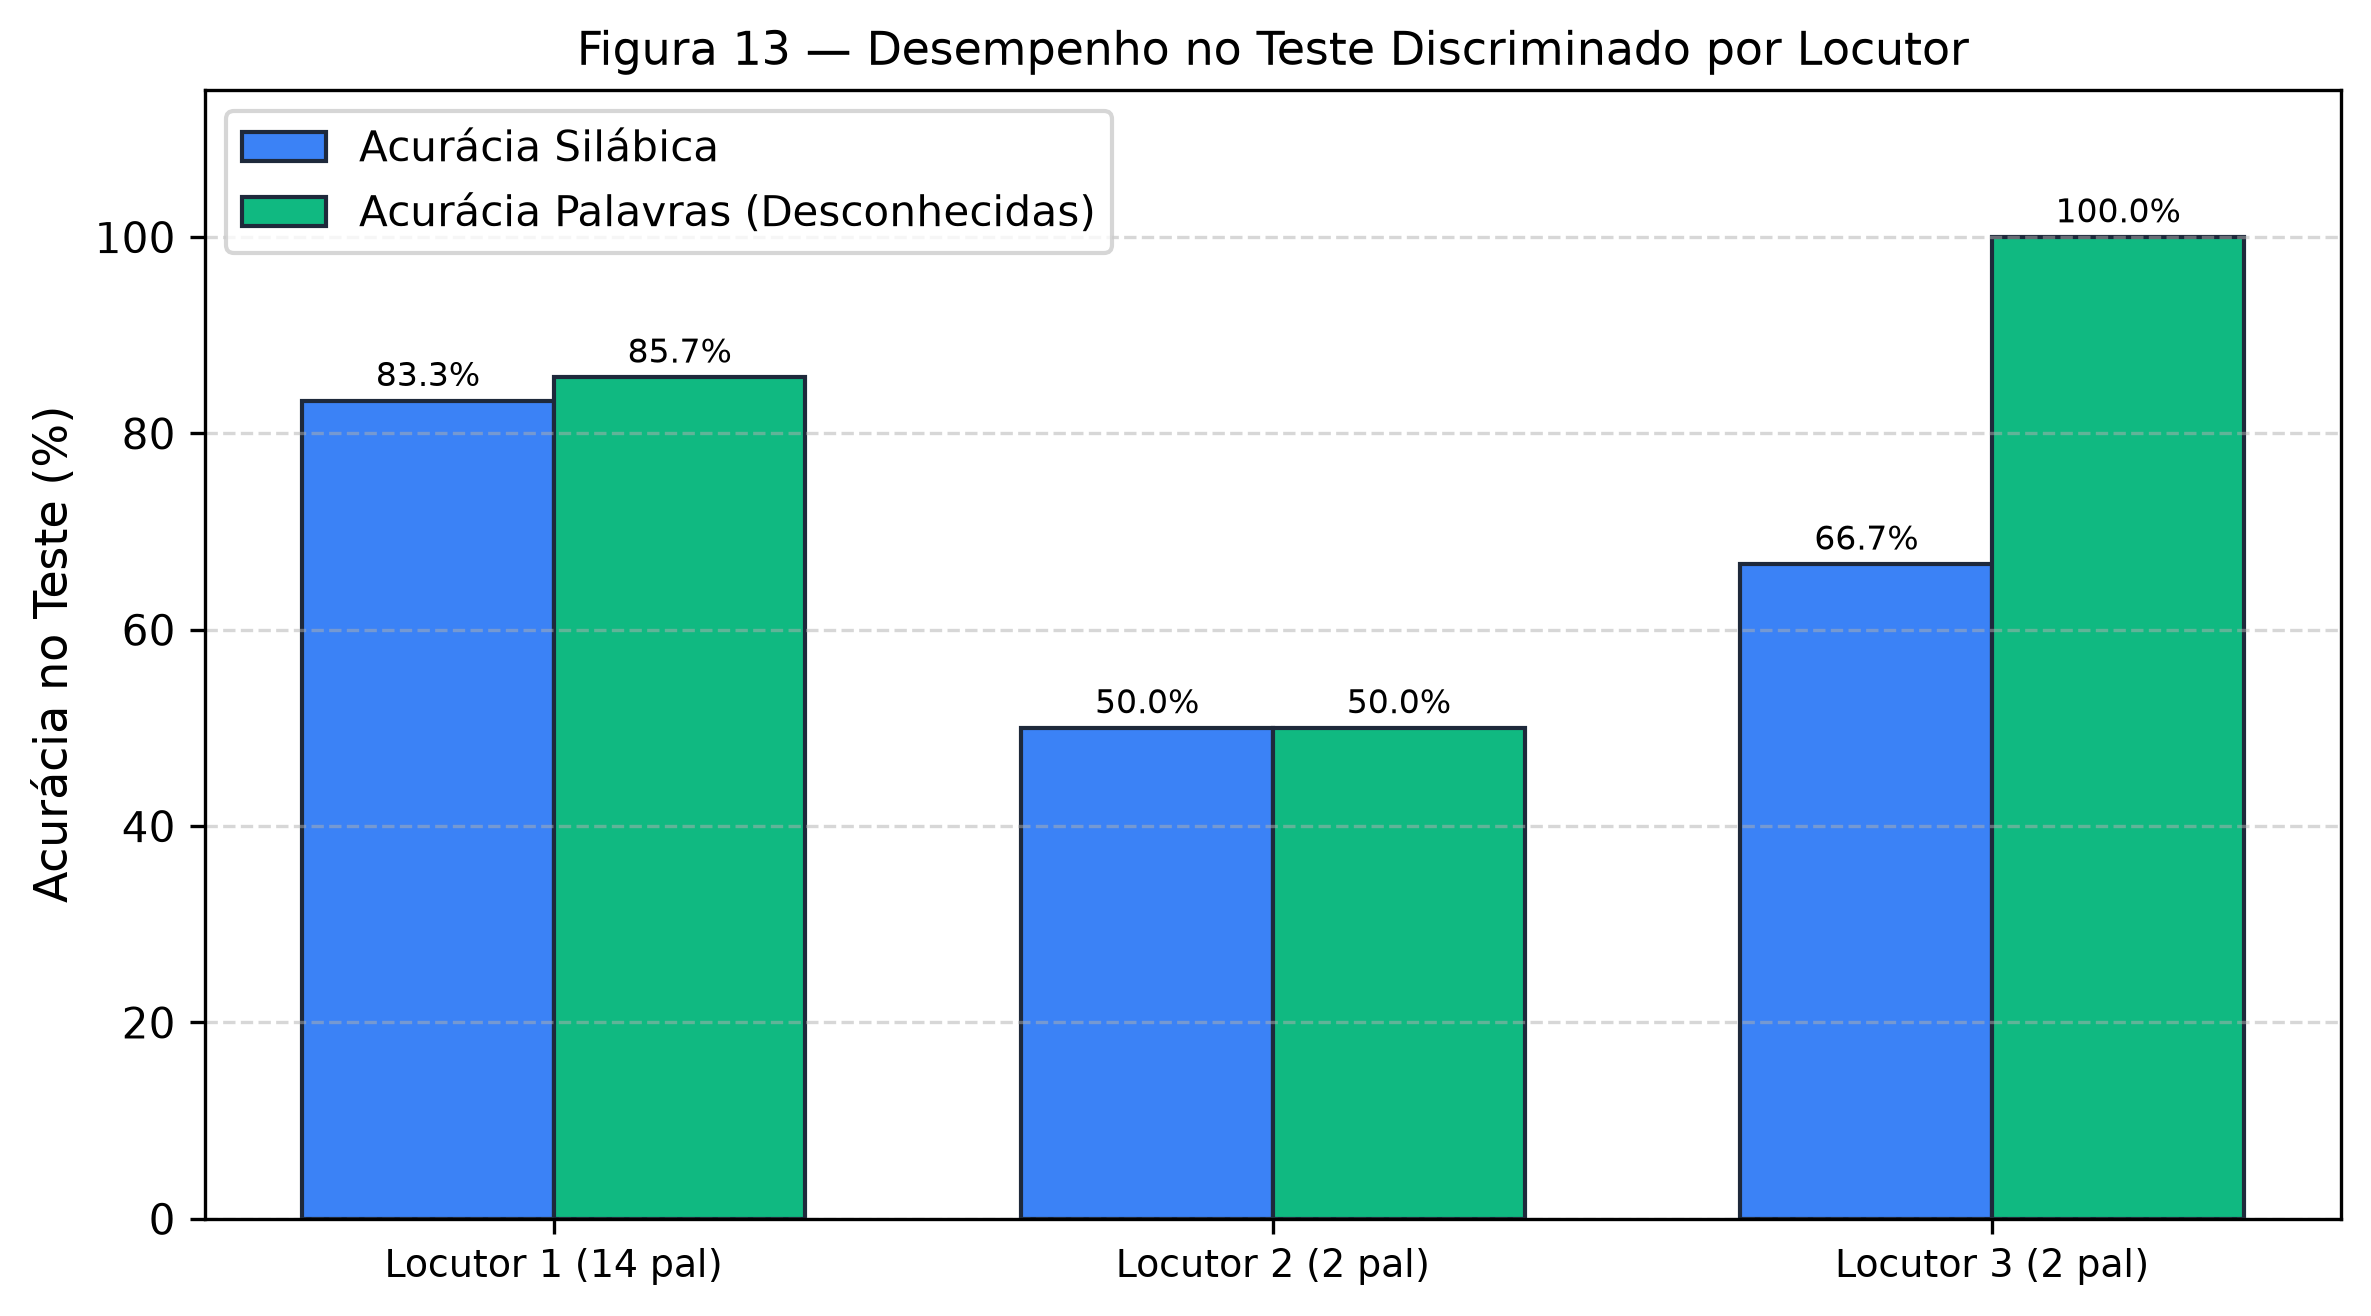 Figura 13 — Desempenho no Teste Discriminado por Locutor
Acurácia Silábica
Acurácia Palavras (Desconhecidas)
Acurácia no Teste (%)
100
80
60
40
20
0
83.3%
85.7%
50.0%
50.0%
66.7%
100.0%
Locutor 1 (14 pal)
Locutor 2 (2 pal)
Locutor 3 (2 pal)